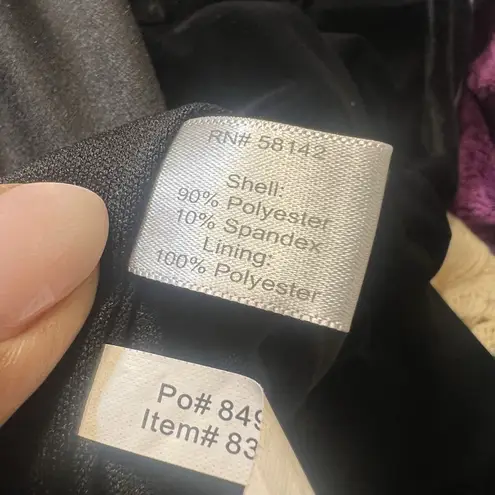 RN# 58142
Shell:
90% Polyester
10% Spandex
Lining:
100% Polyester
Po# 849
Item# 83